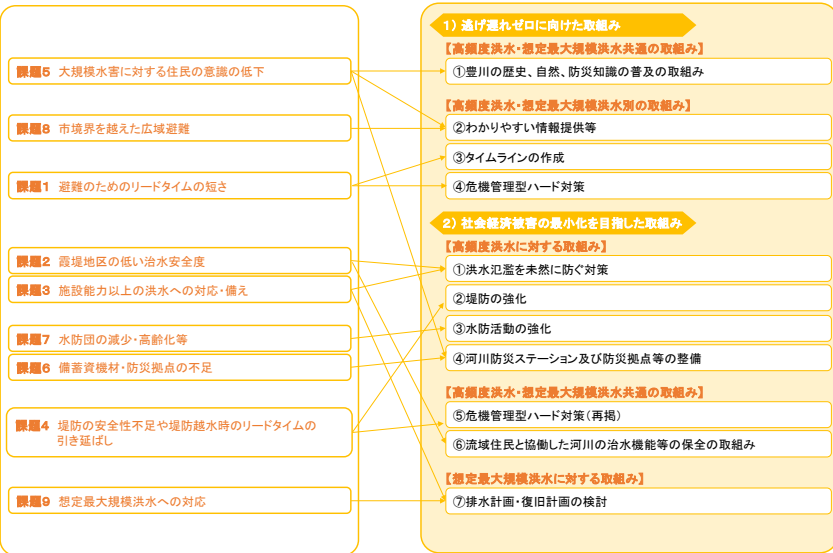 課題5 大規模水害に対する住民の意識の低下
課題8 市境界を越えた広域避難
課題1 避難のためのリードタイムの短さ
課題2 霞堤地区の低い治水安全度
課題3 施設能力以上の洪水への対応・備え
課題7 水防団の減少・高齢化等
課題6 備蓄資機材・防災拠点の不足
課題4 堤防の安全性不足や堤防越水時のリードタイムの
引き延ばし
課題9 想定最大規模洪水への対応
1）逃げ遅れゼロに向けた取組み
【高頻度洪水・想定最大規模洪水共通の取組み】
①豊川の歴史、自然、防災知識の普及の取組み
【高頻度洪水・想定最大規模洪水別の取組み】
②わかりやすい情報提供等
③タイムラインの作成
④危機管理型ハード対策
2）社会経済被害の最小化を目指した取組み
【高頻度洪水に対する取組み】
①洪水氾濫を未然に防ぐ対策
②堤防の強化
③水防活動の強化
④河川防災ステーション及び防災拠点等の整備
【高頻度洪水・想定最大規模洪水共通の取組み】
⑤危機管理型ハード対策（再掲）
⑥流域住民と協働した河川の治水機能等の保全の取組み
【想定最大規模洪水に対する取組み】
⑦排水計画・復旧計画の検討